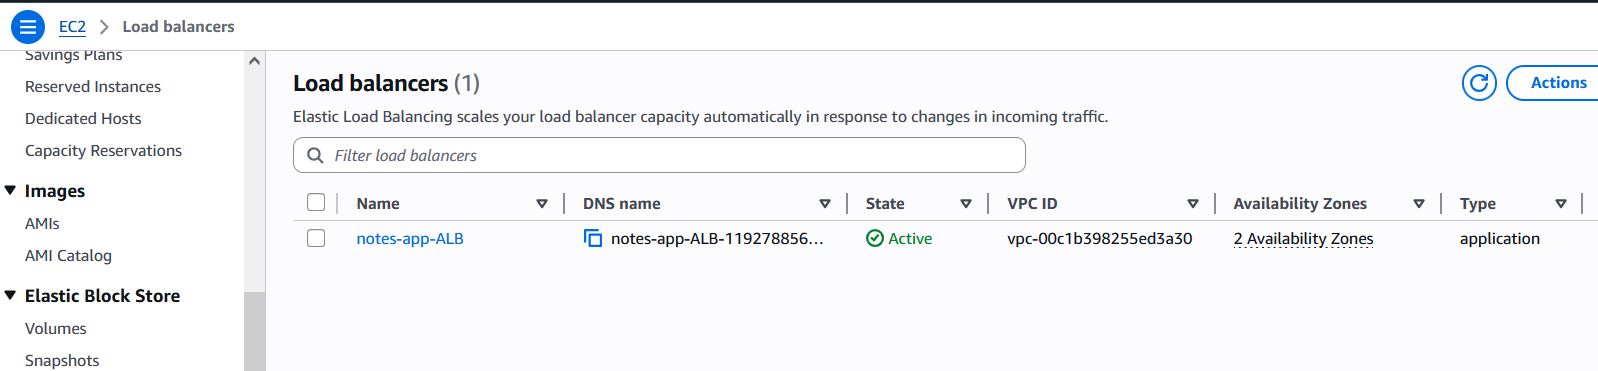 EC2 > Load balancers
Savings Plans
Reserved Instances
Dedicated Hosts
Capacity Reservations
Images
AMIs
AMI Catalog
Elastic Block Store
Volumes
Snapshots
Load balancers (1)
Actions
Elastic Load Balancing scales your load balancer capacity automatically in response to changes in incoming traffic.
Filter load balancers
Name DNS name State VPC ID Availability Zones Type
notes-app-ALB notes-app-ALB-119278856... Active vpc-00c1b398255ed3a30 2 Availability Zones application